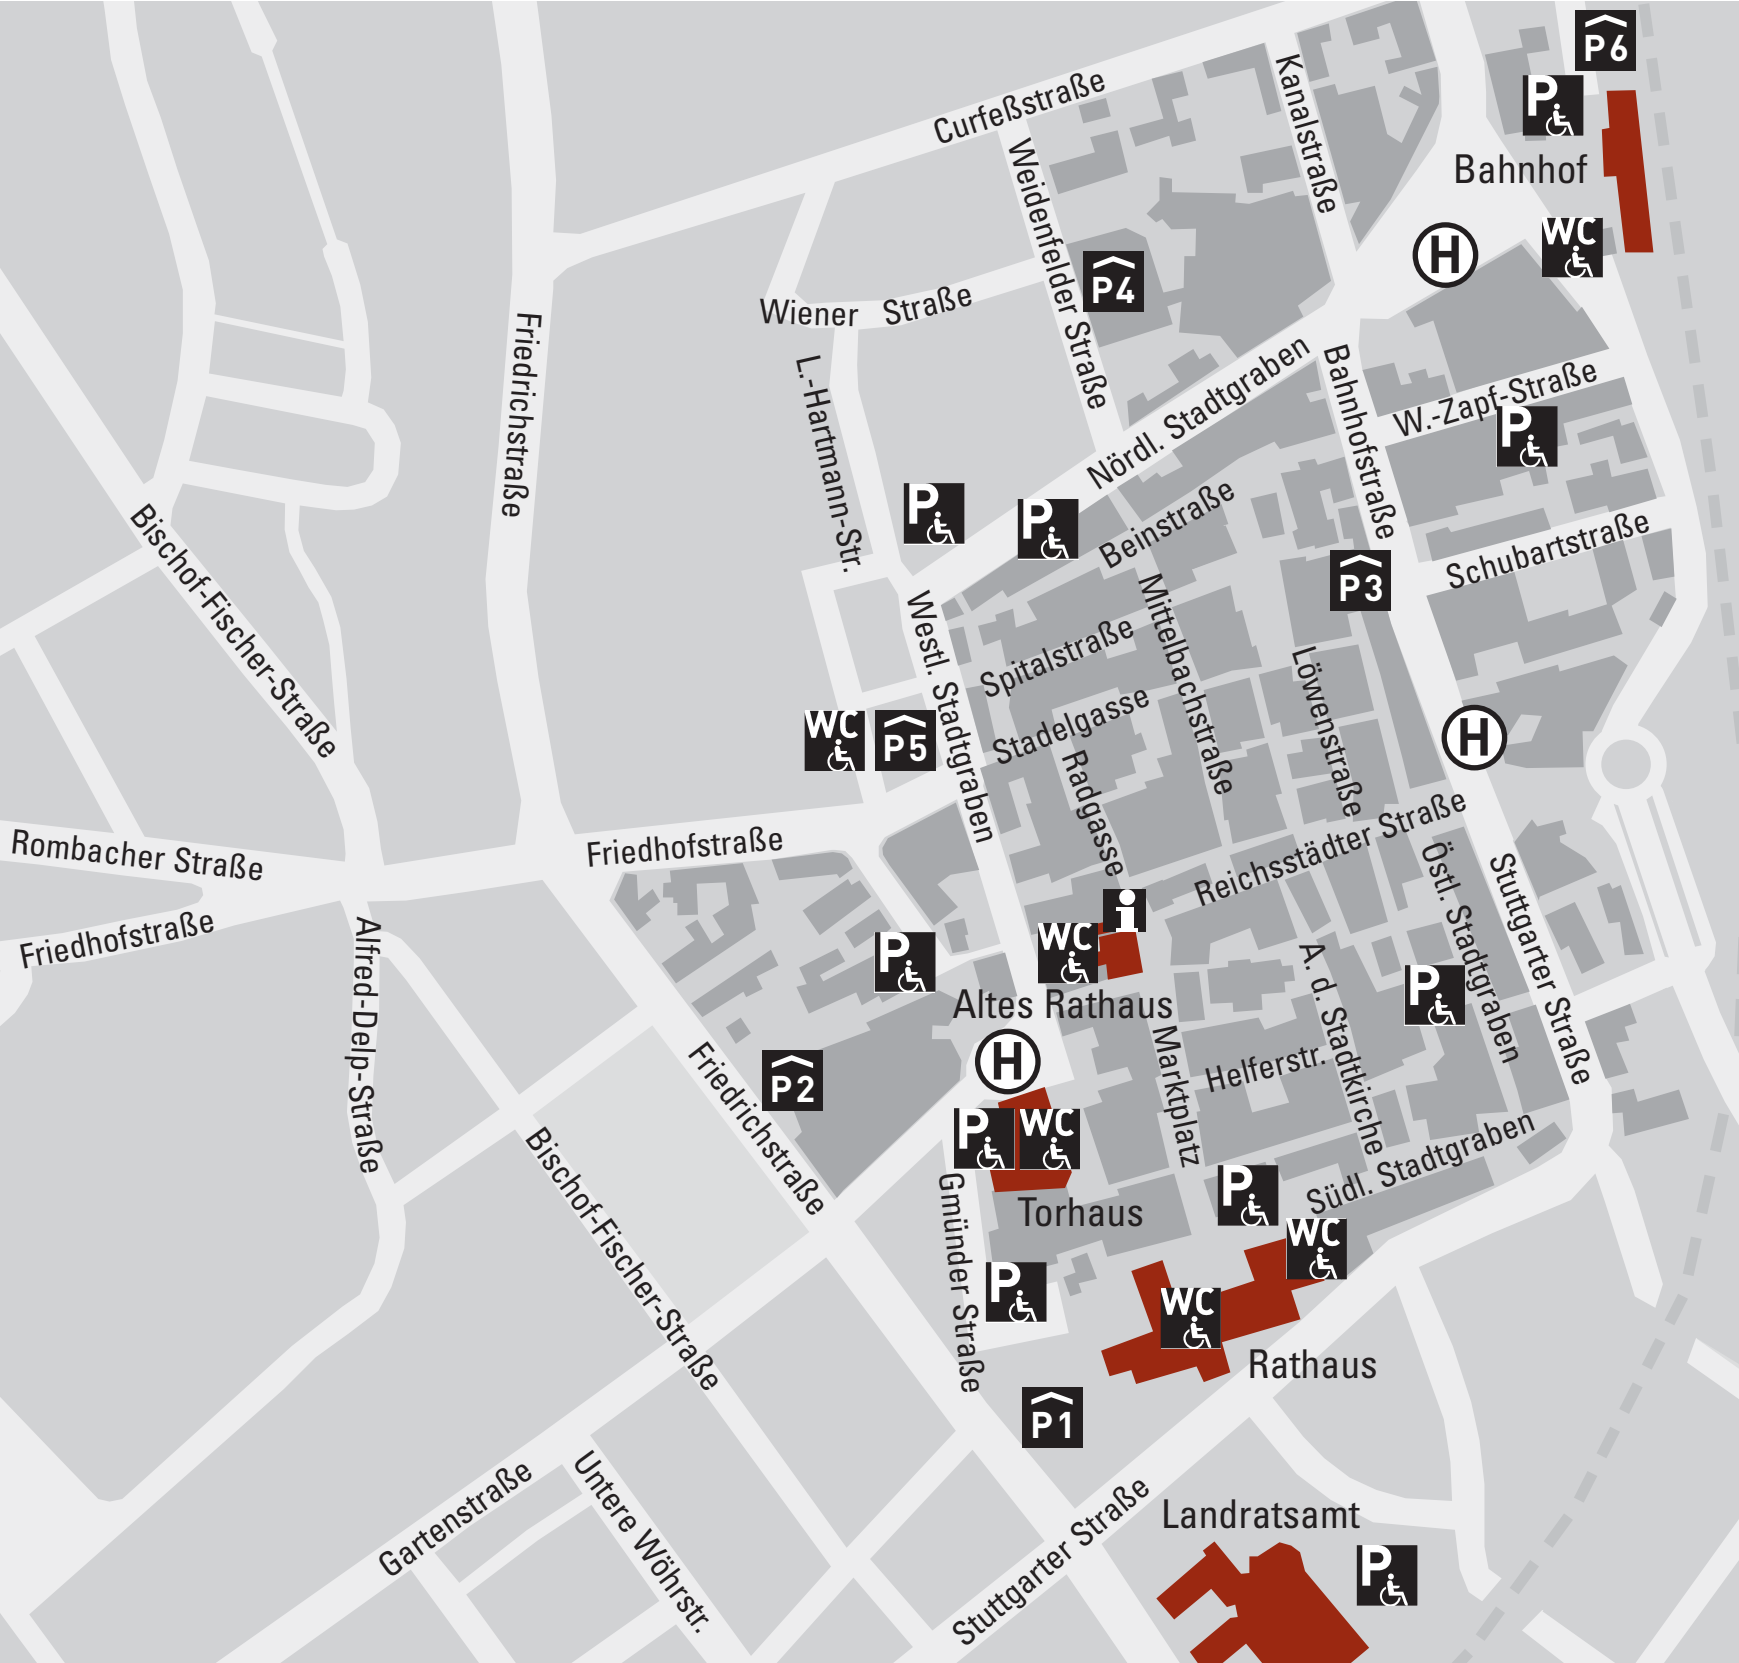 P6
P
Bahnhof
WC
H
Kanalstraße
Curfeßstraße
Weidenfelder Straße
P4
Wiener Straße
Friedrichstraße
L.-Hartmann-Str.
Nördl. Stadtgraben
Bahnhofstraße
W.-Zapf-Straße
P
P
P
Beinstraße
Schubartstraße
P3
Bischof-Fischer-Straße
Westl. Stadtgraben
Spitalstraße
Mittelbachstraße
Löwenstraße
Stadelgasse
WC
P5
H
Radgasse
Reichsstädter Straße
Friedhofstraße
Rombacher Straße
Friedhofstraße
Östl. Stadtgraben
Stuttgarter Straße
i
WC
P
Altes Rathaus
Alfred-Delp-Straße
A. d. Stadtkirche
P
H
Marktplatz
Helferstr.
P2
Friedrichstraße
P
WC
Bischof-Fischer-Straße
Südl. Stadtgraben
Gmünder Straße
Torhaus
P
WC
P
WC
Rathaus
P1
Gartenstraße
Untere Wöhrstr.
Stuttgarter Straße
Landratsamt
P